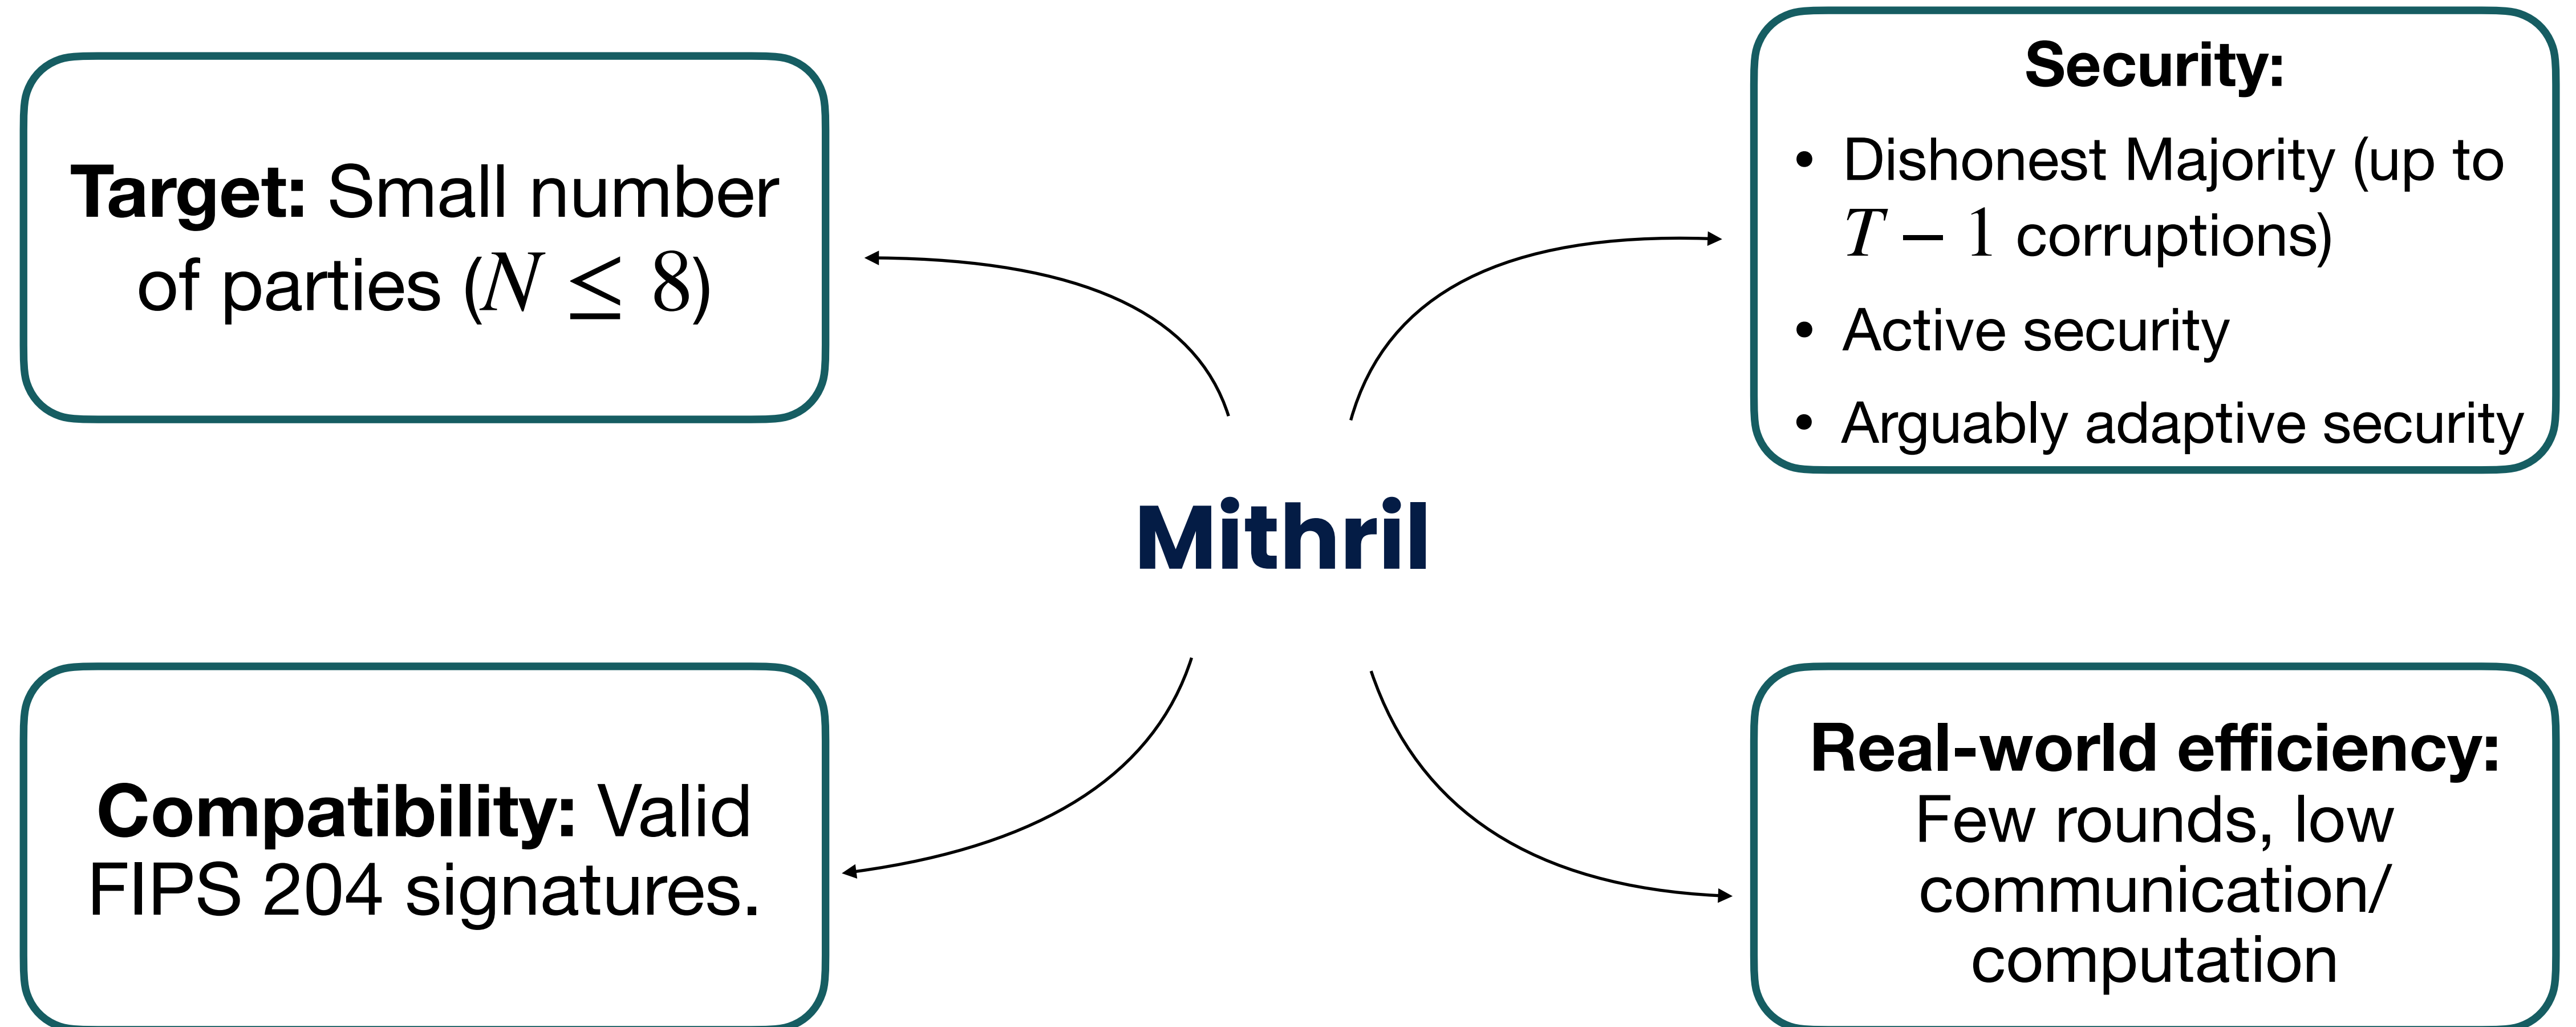 Target: Small number
of parties (N ≤ 8)
Security:
• Dishonest Majority (up to
T − 1 corruptions)
• Active security
• Arguably adaptive security
Mithril
Compatibility: Valid
FIPS 204 signatures.
Real-world efficiency:
Few rounds, low
communication/
computation